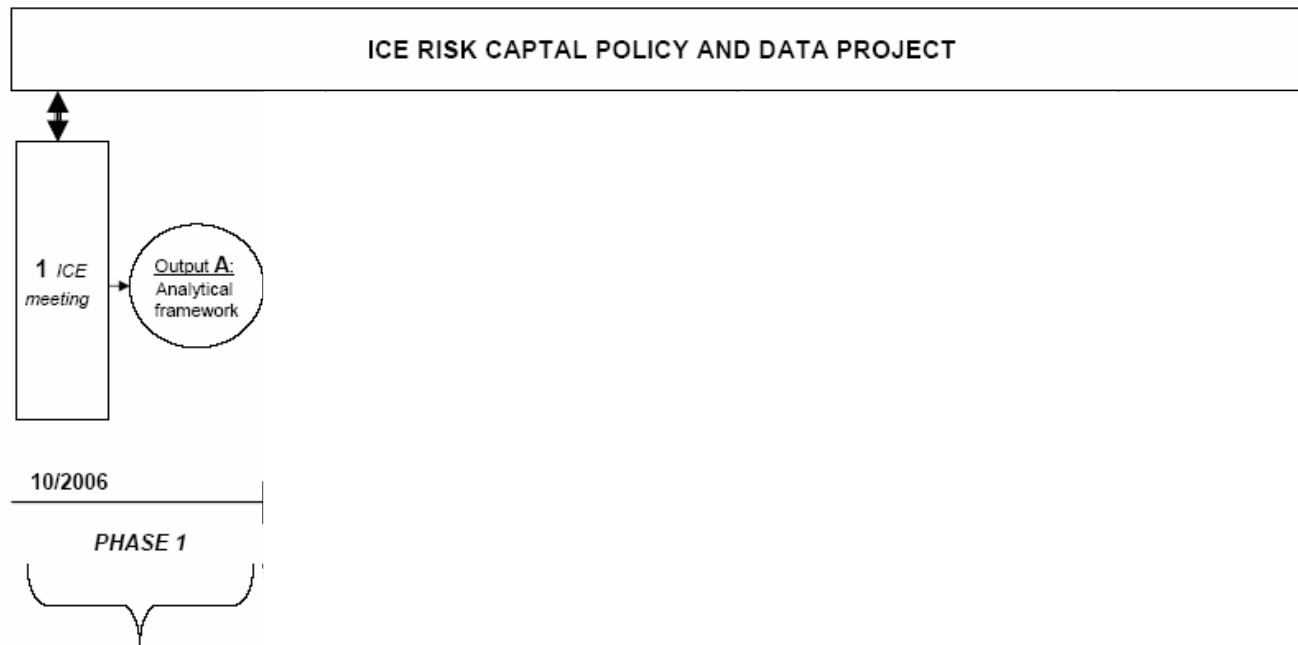 ICE RISK CAPTAL POLICY AND DATA PROJECT
1 ICE
meeting
Output A:
Analytical
framework
10/2006
PHASE 1